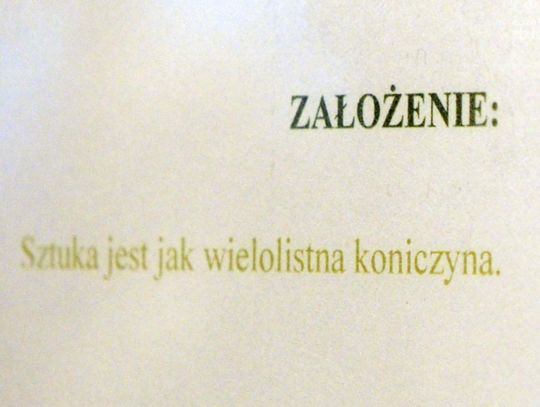 ZAŁOŻENIE:
Sztuka jest jak wielolistna koniczyna.